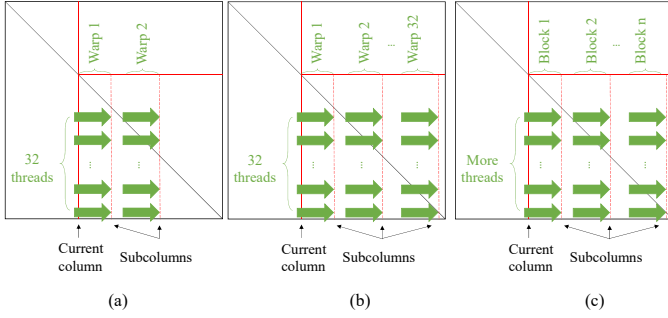 Warp 1
Warp 2
32
threads
...
...
Current
column
Subcolumns
(a)
Warp 1
Warp 2
...
Warp 32
32
threads
...
...
...
Current
column
Subcolumns
(b)
Block 1
Block 2
...
Block n
More
threads
...
...
...
Current
column
Subcolumns
(c)